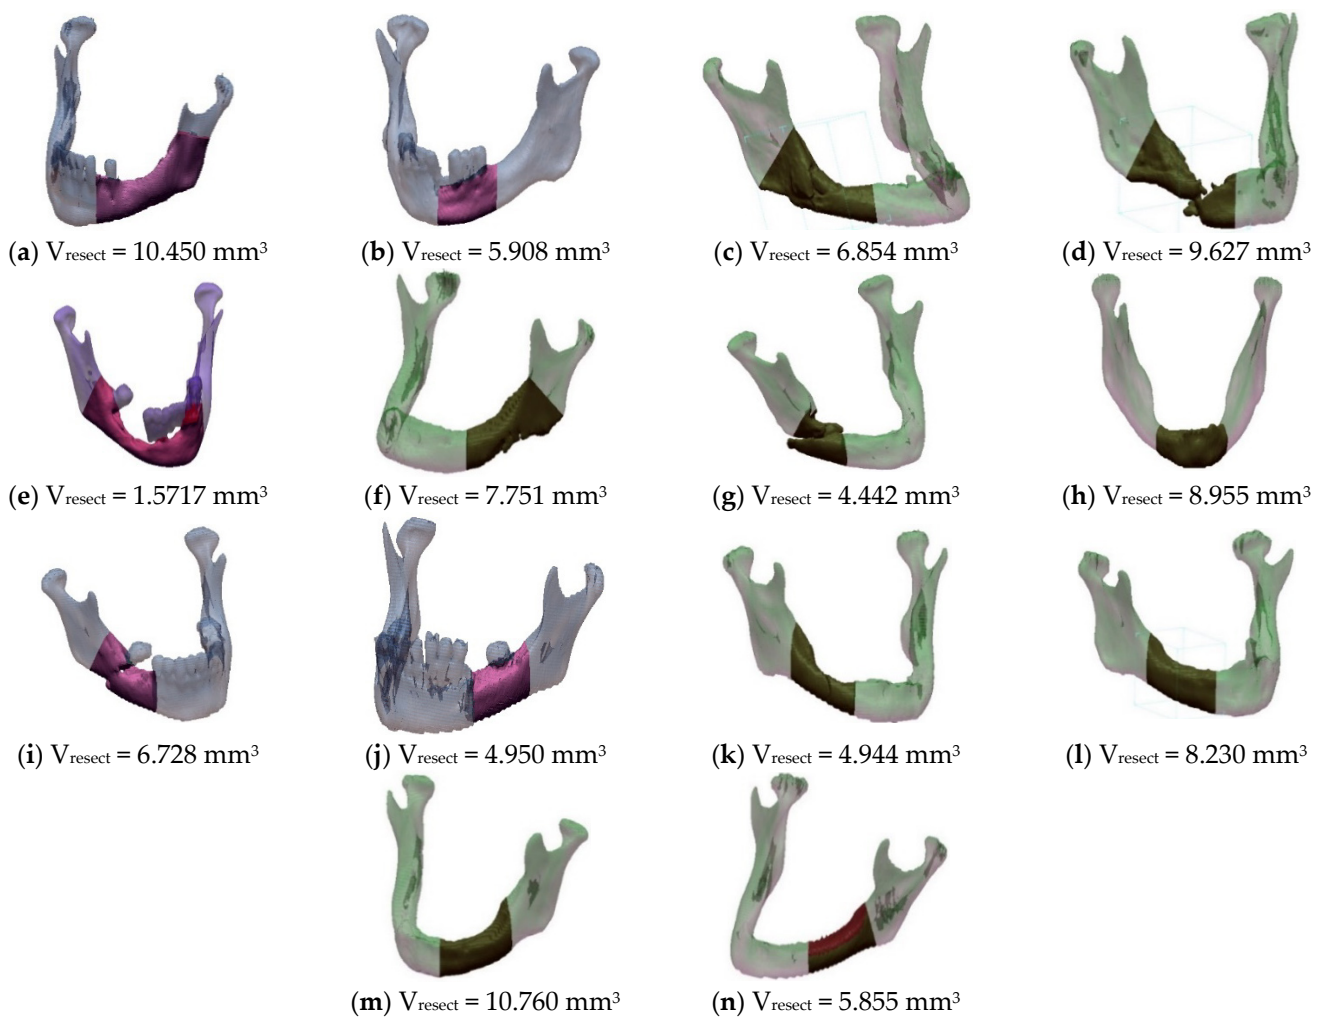 (a) Vresect = 10.450 mm³ (b) Vresect = 5.908 mm³ (c) Vresect = 6.854 mm³ (d) Vresect = 9.627 mm³
(e) Vresect = 1.5717 mm³ (f) Vresect = 7.751 mm³ (g) Vresect = 4.442 mm³ (h) Vresect = 8.955 mm³
(i) Vresect = 6.728 mm³ (j) Vresect = 4.950 mm³ (k) Vresect = 4.944 mm³ (l) Vresect = 8.230 mm³
(m) Vresect = 10.760 mm³ (n) Vresect = 5.855 mm³